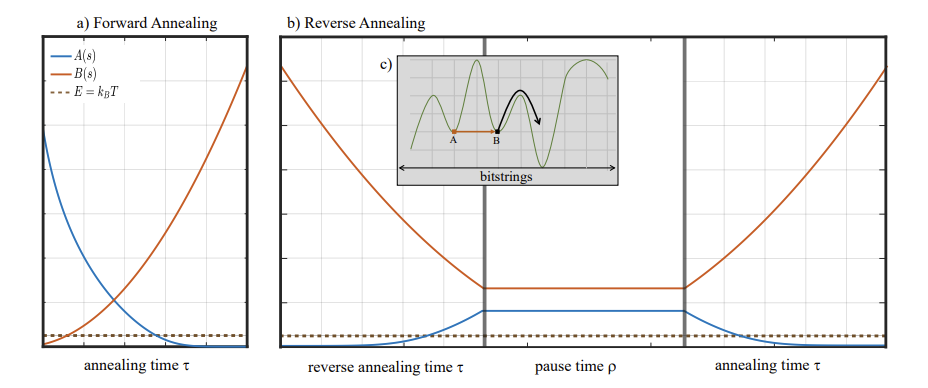 a) Forward Annealing
A(s)
B(s)
E = k_BT
annealing time τ
b) Reverse Annealing
c)
A
B
bitstrings
reverse annealing time τ
pause time ρ
annealing time τ